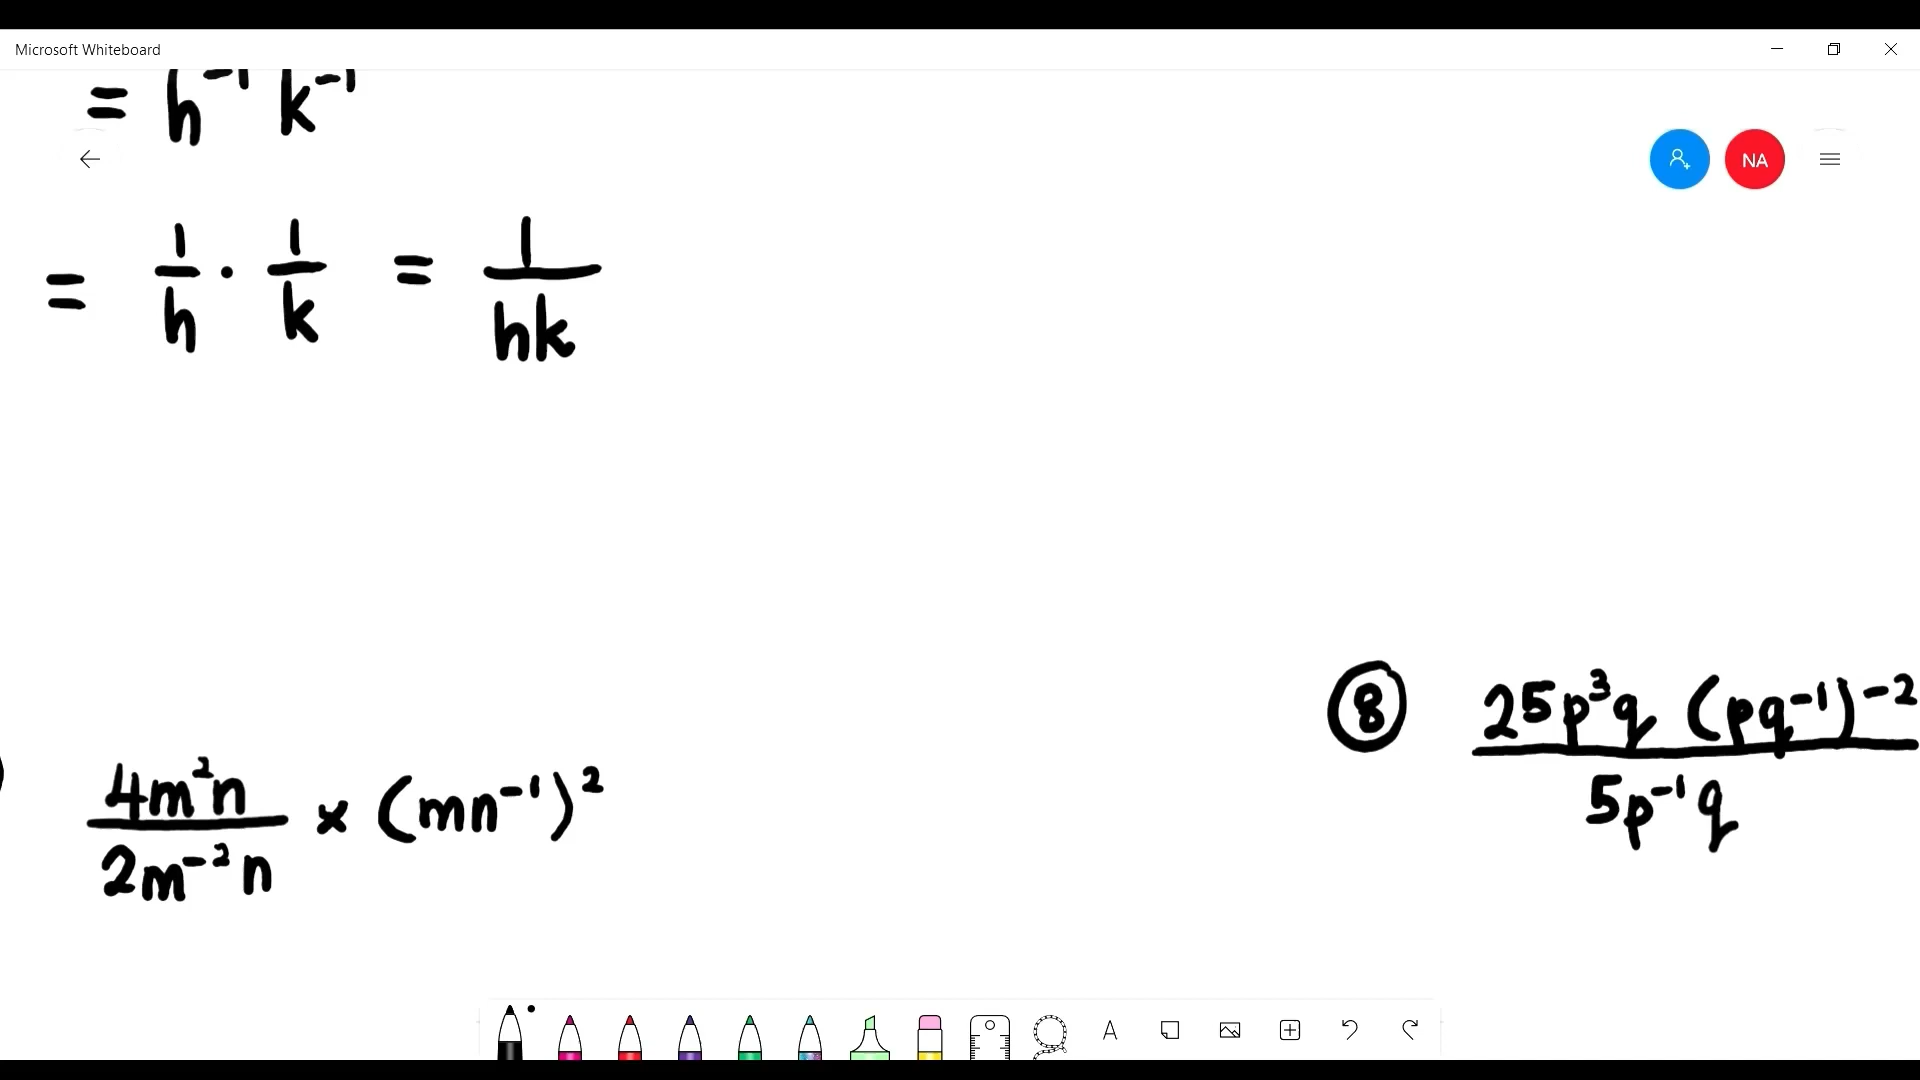 Microsoft Whiteboard
= h⁻¹ k⁻¹
NA
= 1/h · 1/k = 1/hk
⑧ 25p³q (pq⁻¹)⁻² / 5p⁻¹q
4m²n / 2m⁻²n × (mn⁻¹)²